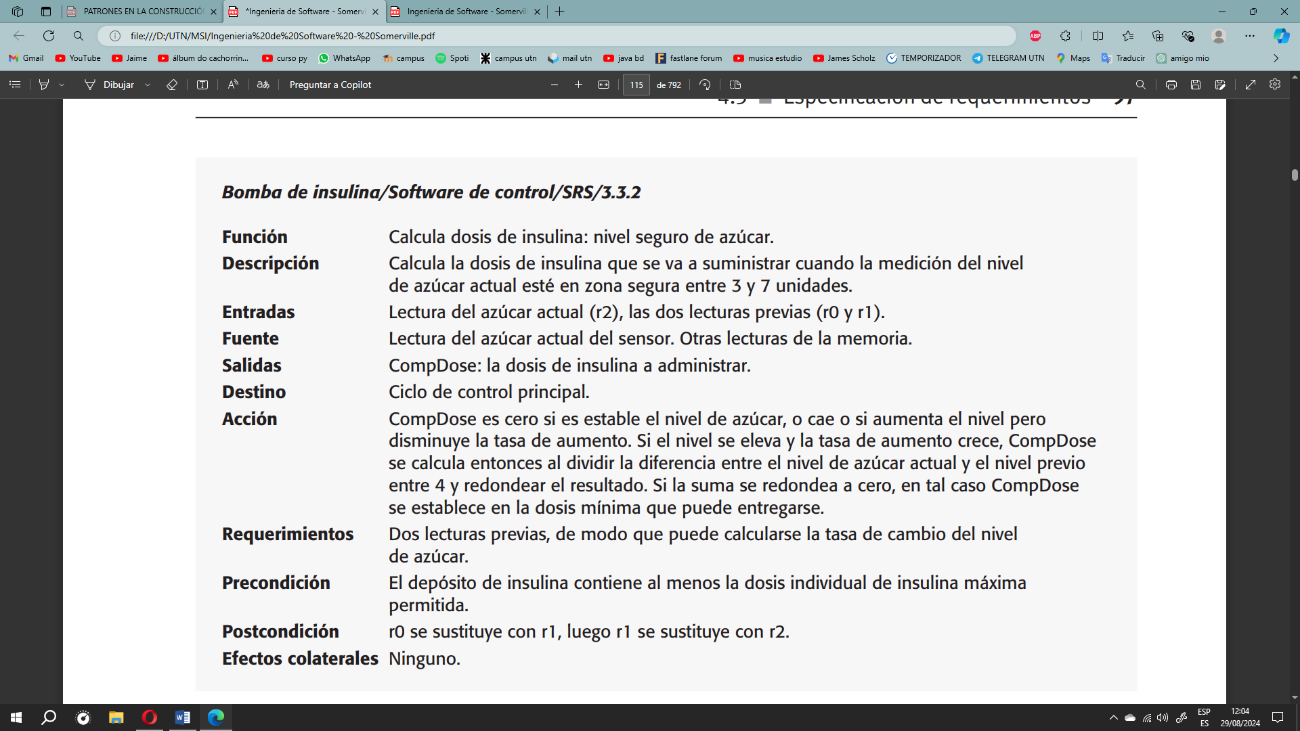 PATRONES EN LA CONSTRUCCIÓN
*Ingenieria de Software - Somervil
Ingenieria de Software - Somervill
file:///D:/UTN/MSI/Ingenieria%20de%20Software%20-%20Somerville.pdf
ABP
Gmail YouTube Jaime álbum do cachorrin... curso py WhatsApp campus Spoti campus utn mail utn java bd fastlane forum musica estudio James Scholz TEMPORIZADOR TELEGRAM UTN Maps Traducir amigo mio
Dibujar Preguntar a Copilot 115 de 792
4.3 ■ Especificación de requerimientos 97
Bomba de insulina/Software de control/SRS/3.3.2
Función Calcula dosis de insulina: nivel seguro de azúcar.
Descripción Calcula la dosis de insulina que se va a suministrar cuando la medición del nivel
de azúcar actual esté en zona segura entre 3 y 7 unidades.
Entradas Lectura del azúcar actual (r2), las dos lecturas previas (r0 y r1).
Fuente Lectura del azúcar actual del sensor. Otras lecturas de la memoria.
Salidas CompDose: la dosis de insulina a administrar.
Destino Ciclo de control principal.
Acción CompDose es cero si es estable el nivel de azúcar, o cae o si aumenta el nivel pero
disminuye la tasa de aumento. Si el nivel se eleva y la tasa de aumento crece, CompDose
se calcula entonces al dividir la diferencia entre el nivel de azúcar actual y el nivel previo
entre 4 y redondear el resultado. Si la suma se redondea a cero, en tal caso CompDose
se establece en la dosis mínima que puede entregarse.
Requerimientos Dos lecturas previas, de modo que puede calcularse la tasa de cambio del nivel
de azúcar.
Precondición El depósito de insulina contiene al menos la dosis individual de insulina máxima
permitida.
Postcondición r0 se sustituye con r1, luego r1 se sustituye con r2.
Efectos colaterales Ninguno.
ESP
ES
12:04
29/08/2024